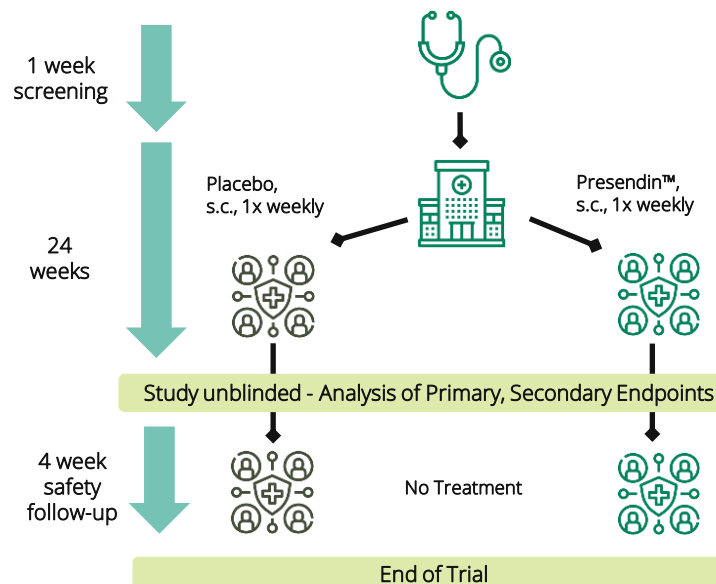 1 week
screening
Placebo,
s.c., 1x weekly
Presendin™,
s.c., 1x weekly
24
weeks
Study unblinded - Analysis of Primary, Secondary Endpoints
4 week
safety
follow-up
No Treatment
End of Trial